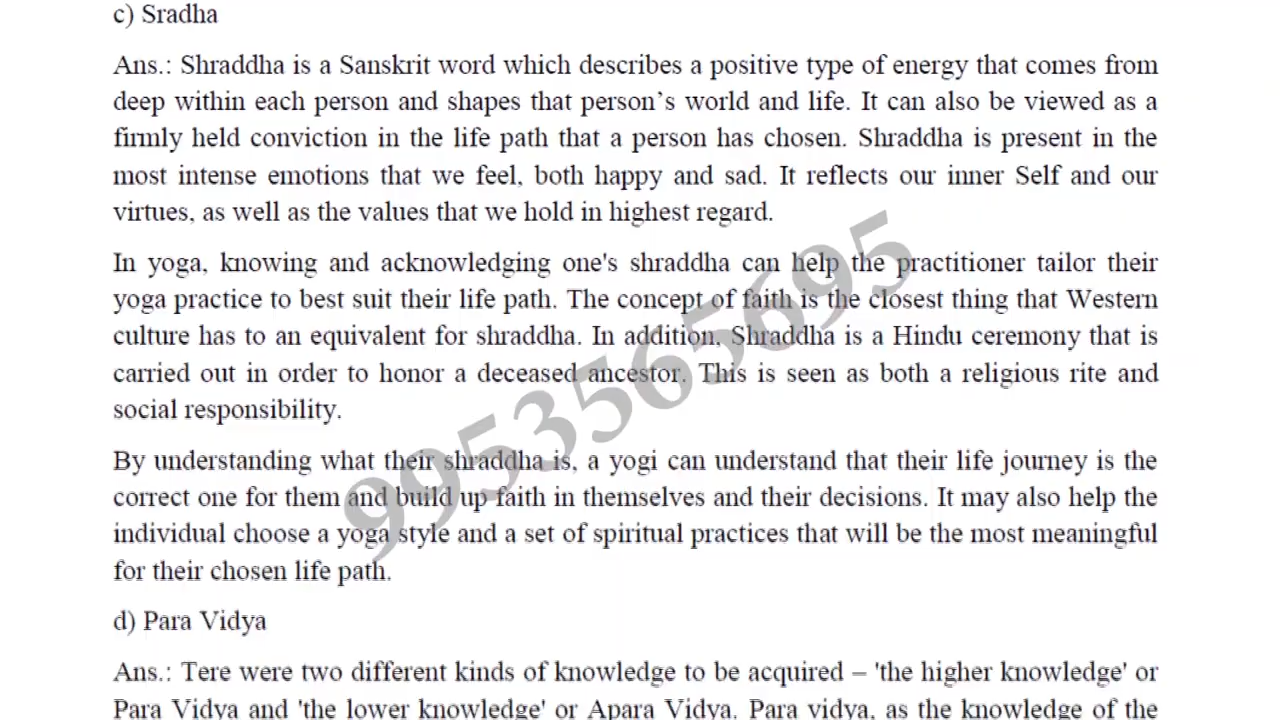 c) Sradha
Ans.: Shraddha is a Sanskrit word which describes a positive type of energy that comes from
deep within each person and shapes that person’s world and life. It can also be viewed as a
firmly held conviction in the life path that a person has chosen. Shraddha is present in the
most intense emotions that we feel, both happy and sad. It reflects our inner Self and our
virtues, as well as the values that we hold in highest regard.
In yoga, knowing and acknowledging one's shraddha can help the practitioner tailor their
yoga practice to best suit their life path. The concept of faith is the closest thing that Western
culture has to an equivalent for shraddha. In addition, Shraddha is a Hindu ceremony that is
carried out in order to honor a deceased ancestor. This is seen as both a religious rite and
social responsibility.
By understanding what their shraddha is, a yogi can understand that their life journey is the
correct one for them and build up faith in themselves and their decisions. It may also help the
individual choose a yoga style and a set of spiritual practices that will be the most meaningful
for their chosen life path.
9953565695
d) Para Vidya
Ans.: Tere were two different kinds of knowledge to be acquired – 'the higher knowledge' or
Para Vidya and 'the lower knowledge' or Apara Vidya. Para vidya, as the knowledge of the